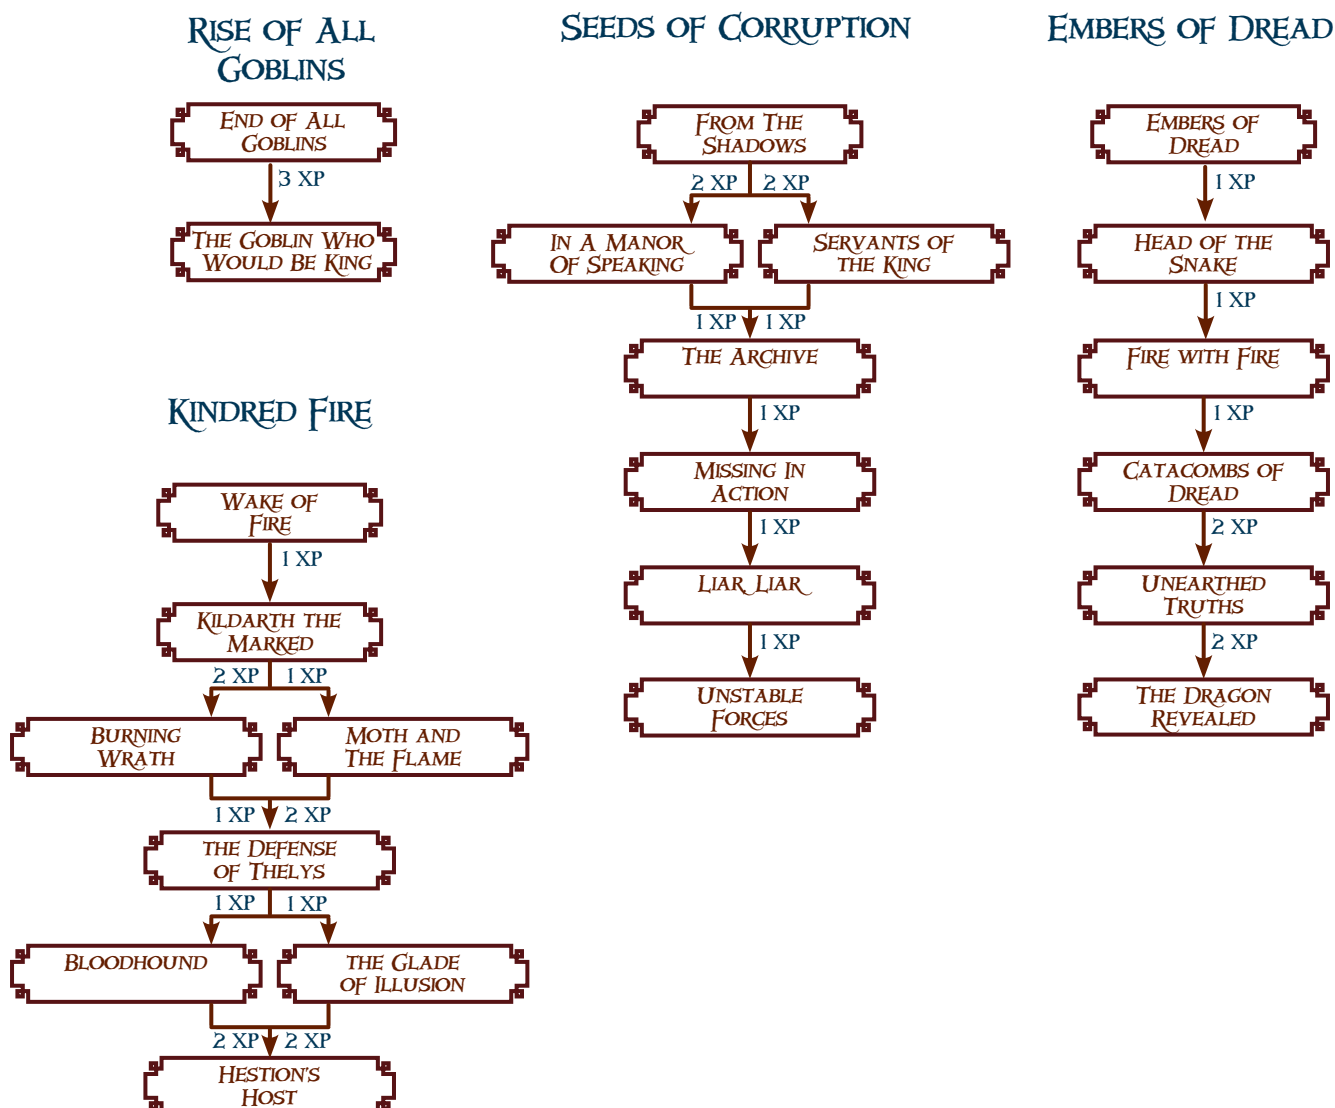 Rise of All
Goblins
End of All
Goblins
3 XP
The Goblin Who
Would Be King
Kindred Fire
Wake of
Fire
1 XP
Kildarth the
Marked
2 XP 1 XP
Burning
Wrath
Moth and
The Flame
1 XP 2 XP
the Defense
of Thelys
1 XP 1 XP
Bloodhound
the Glade
of Illusion
2 XP 2 XP
Hestion's
Host
Seeds of Corruption
From The
Shadows
2 XP 2 XP
In A Manor
Of Speaking
Servants of
the King
1 XP 1 XP
The Archive
1 XP
Missing In
Action
1 XP
Liar, Liar
1 XP
Unstable
Forces
Embers of Dread
Embers of
Dread
1 XP
Head of the
Snake
1 XP
Fire with Fire
1 XP
Catacombs of
Dread
2 XP
Unearthed
Truths
2 XP
The Dragon
Revealed